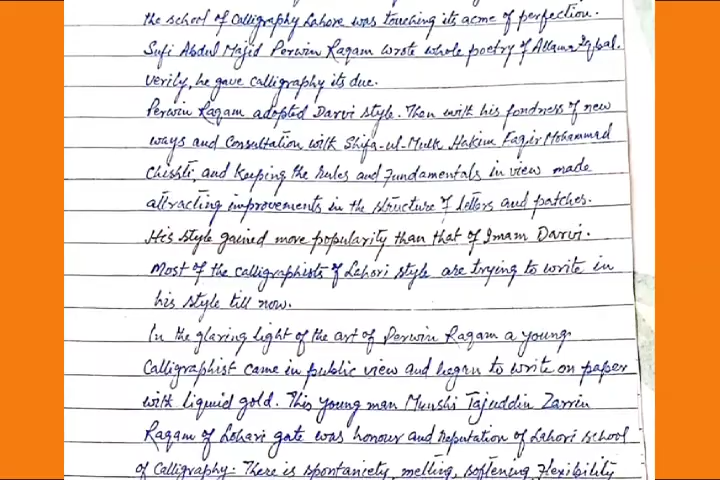 the school of Calligraphy Lahore was touching its acme of perfection.
Sufi Abdul Majid Perwin Raqam wrote whole poetry of Allama Iqbal.
verily, he gave calligraphy its due.
Perwin Raqam adopted Darvi style. Then with his fondness of new
ways and Consultation with Shifa-ul-Mulk Hakim Faqir Mohammad
Chishti, and keeping the rules and fundamentals in view made
attracting improvements in the structure of letters and patches.
His style gained more popularity than that of Imam Darvi.
Most of the calligraphists of Lahori style are trying to write in
his style till now.
In the glaring light of the art of Perwin Raqam a young
Calligraphist came in public view and began to write on paper
with liquid gold. This young man Munshi Tajuddin Zarrin
Raqam of Lohari gate was honour and reputation of Lahori school
of Calligraphy. There is spontaniety, melting, softening flexibility